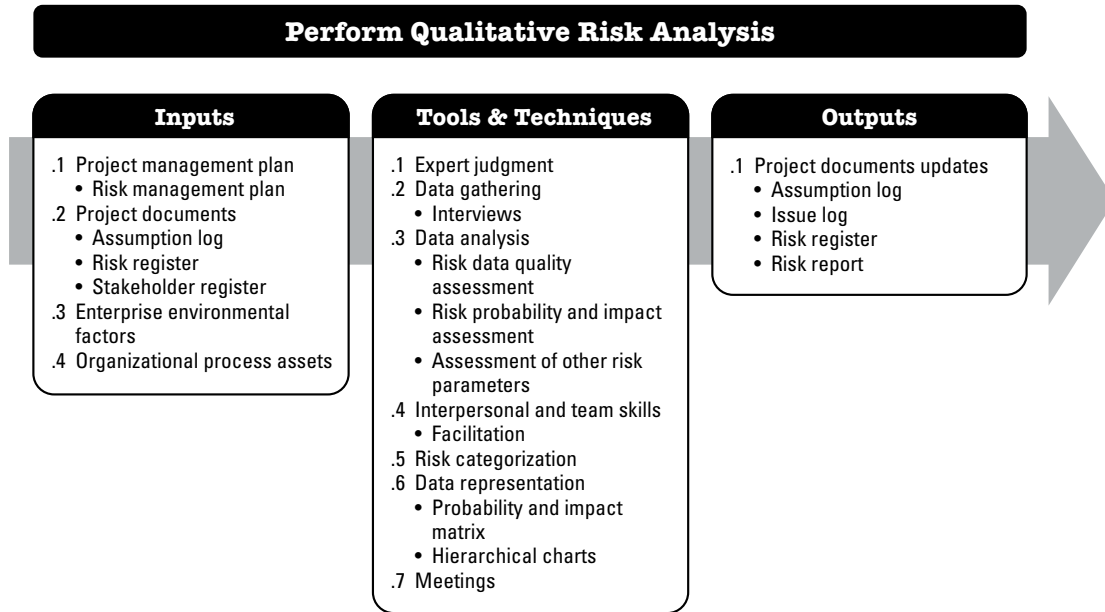 Perform Qualitative Risk Analysis
Inputs
.1 Project management plan
• Risk management plan
.2 Project documents
• Assumption log
• Risk register
• Stakeholder register
.3 Enterprise environmental
factors
.4 Organizational process assets
Tools & Techniques
.1 Expert judgment
.2 Data gathering
• Interviews
.3 Data analysis
• Risk data quality
assessment
• Risk probability and impact
assessment
• Assessment of other risk
parameters
.4 Interpersonal and team skills
• Facilitation
.5 Risk categorization
.6 Data representation
• Probability and impact
matrix
• Hierarchical charts
.7 Meetings
Outputs
.1 Project documents updates
• Assumption log
• Issue log
• Risk register
• Risk report